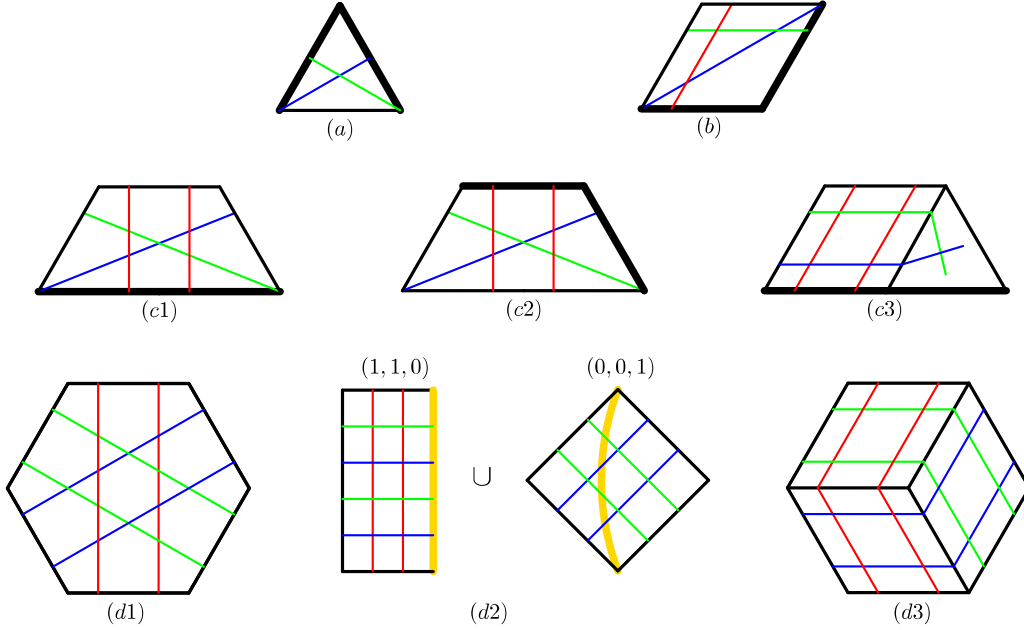 (a)
(b)
(c1)
(c2)
(c3)
(1, 1, 0)
(0, 0, 1)
∪
(d1)
(d2)
(d3)